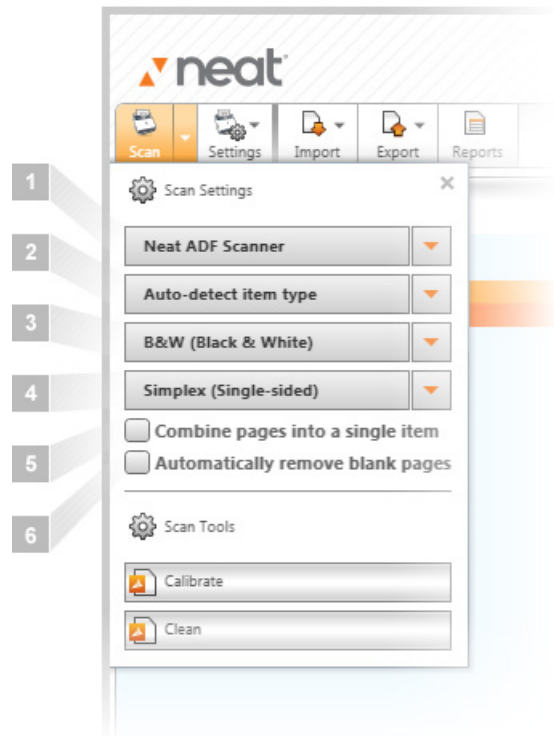 neat
Scan Settings Import Export Reports
1
Scan Settings ×
2
Neat ADF Scanner
3
Auto-detect item type
B&W (Black & White)
4
Simplex (Single-sided)
Combine pages into a single item
5
Automatically remove blank pages
6
Scan Tools
Calibrate
Clean